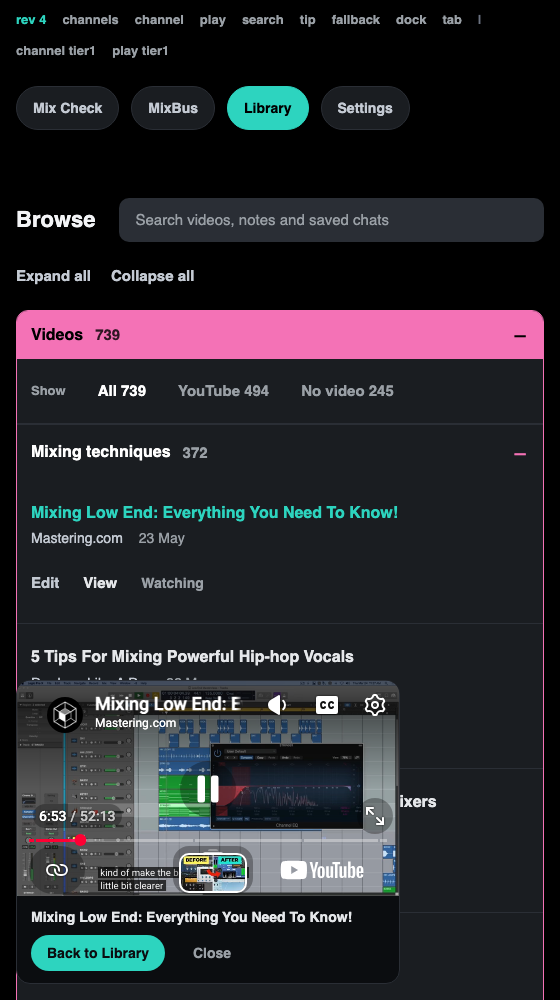 rev 4 channels channel play search tip fallback dock tab |
channel tier1 play tier1
Mix Check MixBus Library Settings
Browse Search videos, notes and saved chats
Expand all Collapse all
Videos 739
Show All 739 YouTube 494 No video 245
Mixing techniques 372
Mixing Low End: Everything You Need To Know!
Mastering.com 23 May
Edit View Watching
5 Tips For Mixing Powerful Hip-hop Vocals
Mixing Low End: E CC
Mastering.com
Channel EQ
ixers
6:53 / 52:13
BEFORE AFTER
kind of make the b
little bit clearer
YouTube
Mixing Low End: Everything You Need To Know!
Back to Library Close